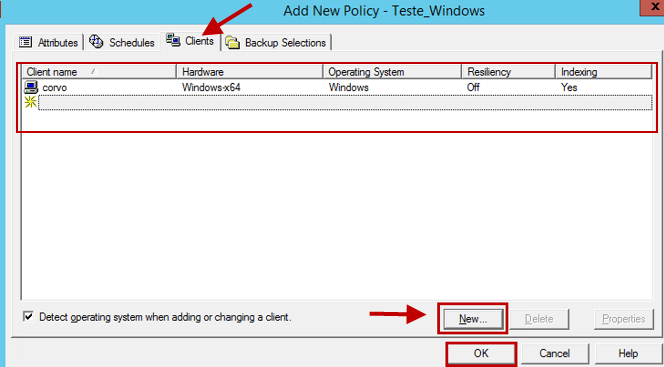 Add New Policy - Teste_Windows
x
Attributes Schedules Clients Backup Selections
Client name Hardware Operating System Resiliency Indexing
corvo Windows-x64 Windows Off Yes
Detect operating system when adding or changing a client.
New... Delete Properties
OK Cancel Help